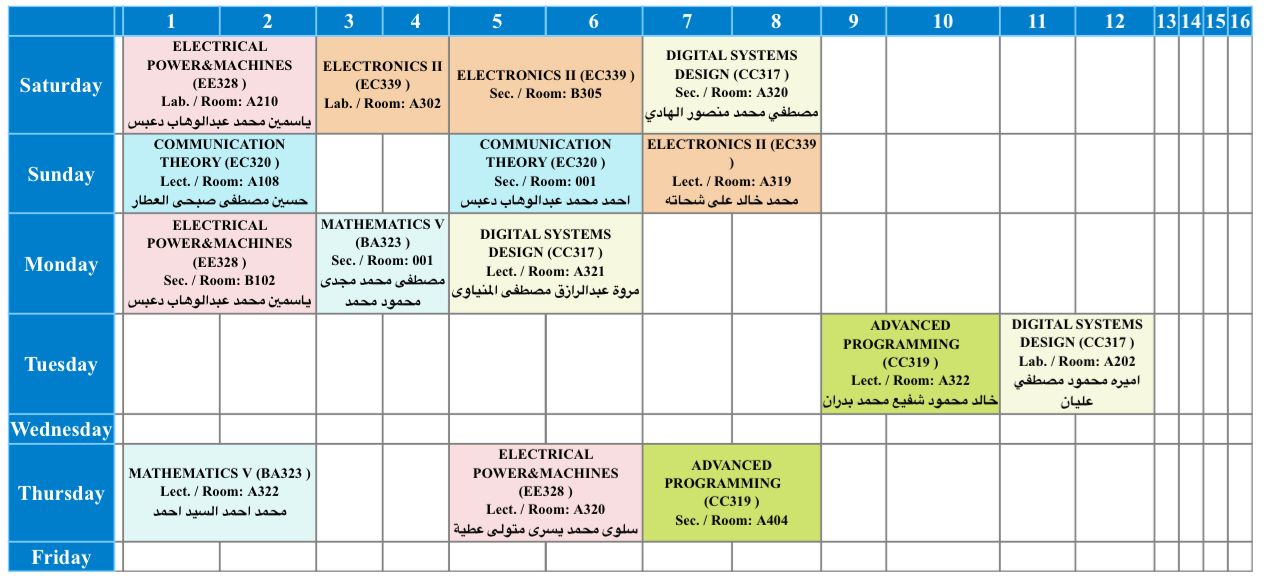 1 2 3 4 5 6 7 8 9 10 11 12 13 14 15 16
Saturday
ELECTRICAL
POWER&MACHINES
(EE328 )
Lab. / Room: A210
ياسمين محمد عبدالوهاب دعبس
ELECTRONICS II
(EC339 )
Lab. / Room: A302
ELECTRONICS II (EC339 )
Sec. / Room: B305
DIGITAL SYSTEMS
DESIGN (CC317 )
Sec. / Room: A320
مصطفي محمد منصور الهادي
Sunday
COMMUNICATION
THEORY (EC320 )
Lect. / Room: A108
حسين مصطفى صبحى العطار
COMMUNICATION
THEORY (EC320 )
Sec. / Room: 001
احمد محمد عبدالوهاب دعبس
ELECTRONICS II (EC339
)
Lect. / Room: A319
محمد خالد على شحاته
Monday
ELECTRICAL
POWER&MACHINES
(EE328 )
Sec. / Room: B102
ياسمين محمد عبدالوهاب دعبس
MATHEMATICS V
(BA323 )
Sec. / Room: 001
مصطفى محمد مجدى
محمود محمد
DIGITAL SYSTEMS
DESIGN (CC317 )
Lect. / Room: A321
مروة عبدالرازق مصطفى المنياوى
Tuesday
ADVANCED
PROGRAMMING
(CC319 )
Lect. / Room: A322
خالد محمود شفيع محمد بدران
DIGITAL SYSTEMS
DESIGN (CC317 )
Lab. / Room: A202
اميره محمود مصطفي
عليان
Wednesday
Thursday
MATHEMATICS V (BA323 )
Lect. / Room: A322
محمد احمد السيد احمد
ELECTRICAL
POWER&MACHINES
(EE328 )
Lect. / Room: A320
سلوى محمد يسرى متولى عطية
ADVANCED
PROGRAMMING
(CC319 )
Sec. / Room: A404
Friday